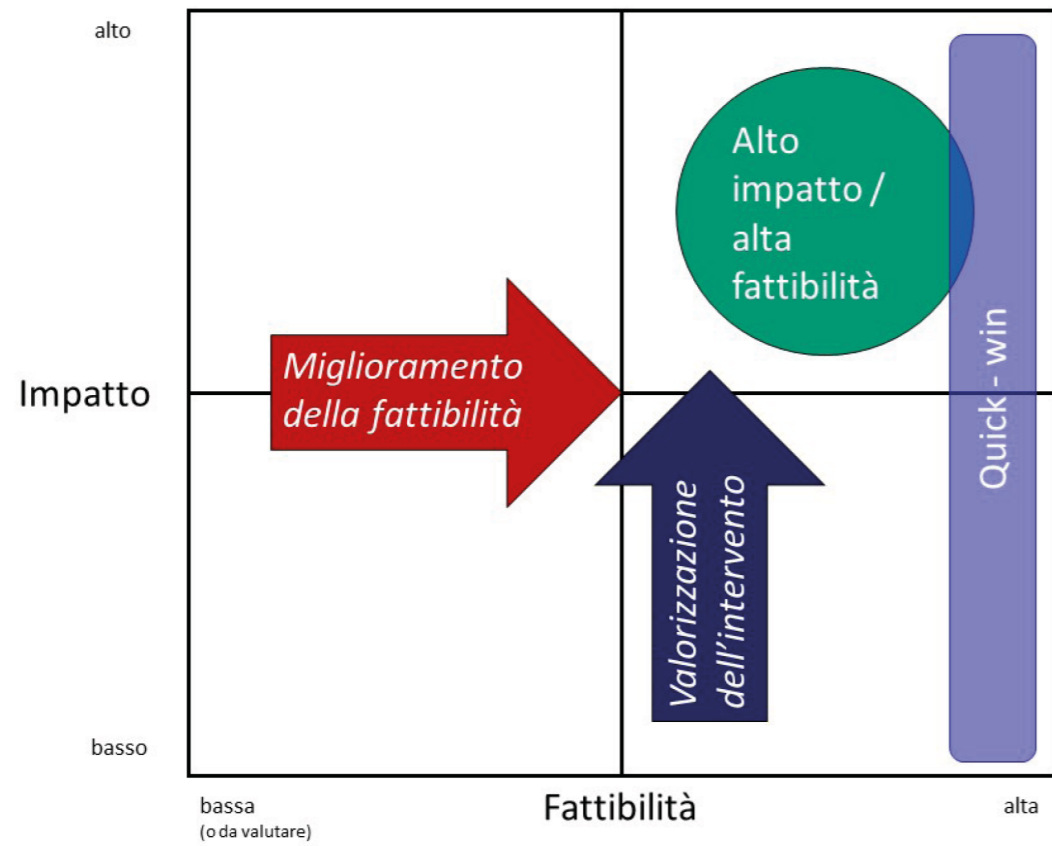 alto
Alto
impatto /
alta
fattibilità
Miglioramento
della fattibilità
Impatto
Quick - win
Valorizzazione
dell'intervento
basso
bassa
(o da valutare)
Fattibilità
alta